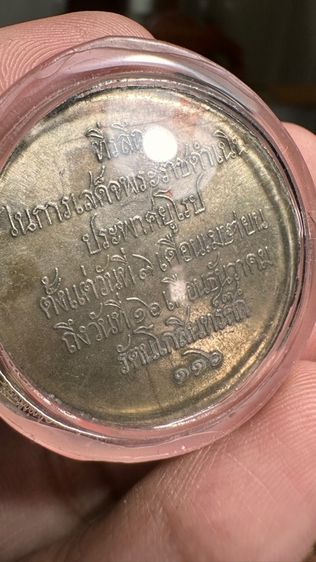 ที่รลึก
ในการเสด็จพระราชดำเนิน
ประพาศยุโรป
ตั้งแต่วันที่ ๗ เดือนเมษายน
ถึงวันที่ ๑๖ เดือนธันวาคม
รัตนโกสินทร์ศก
๑๑๖